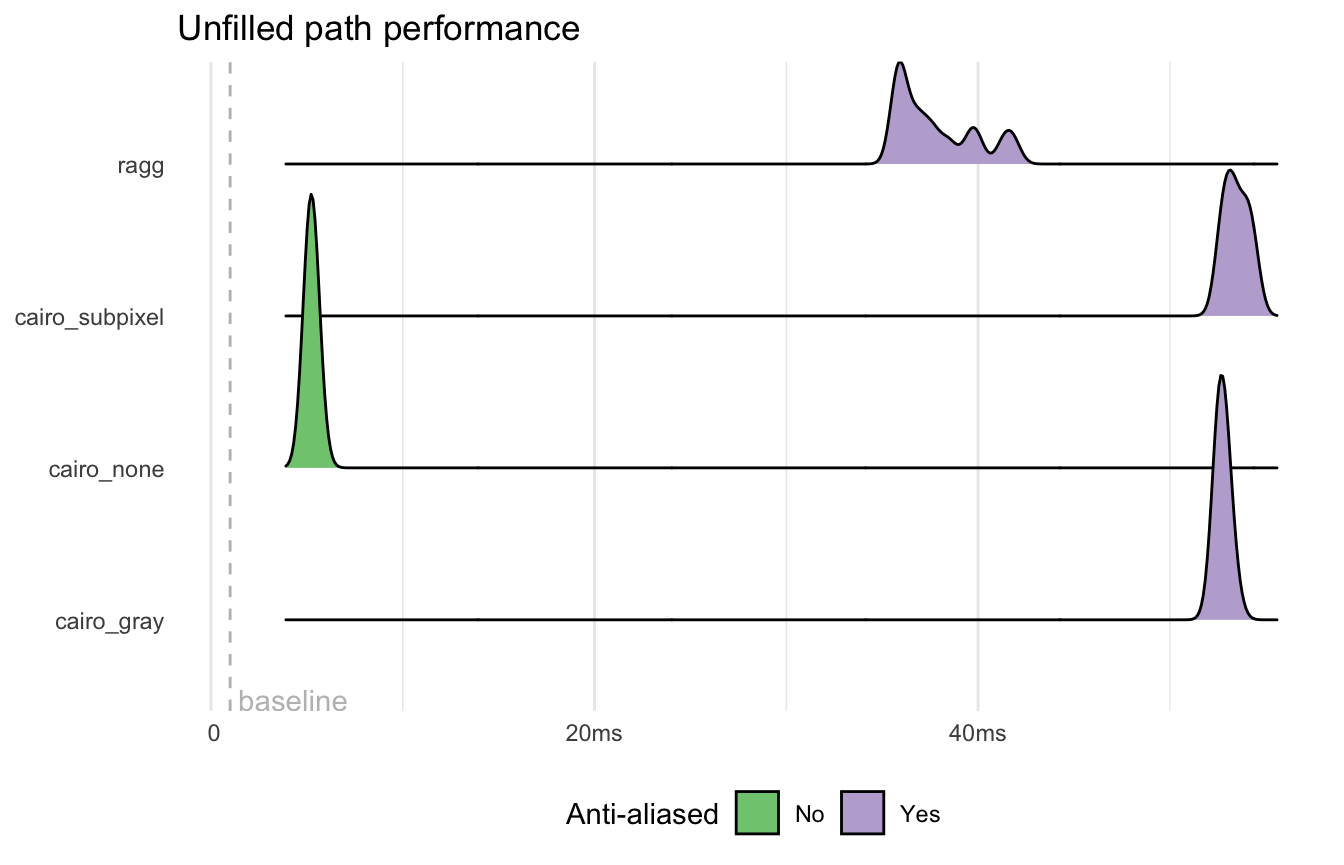 Unfilled path performance
ragg
cairo_subpixel
cairo_none
cairo_gray
baseline
0 20ms 40ms
Anti-aliased No Yes